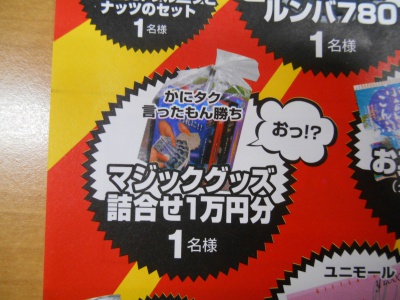 ナッツのセット
1名様
ルンバ780
1名様
かにタク
言ったもん勝ち
おっ!?
マジックグッズ
詰合せ1万円分
1名様
お
ユニモール